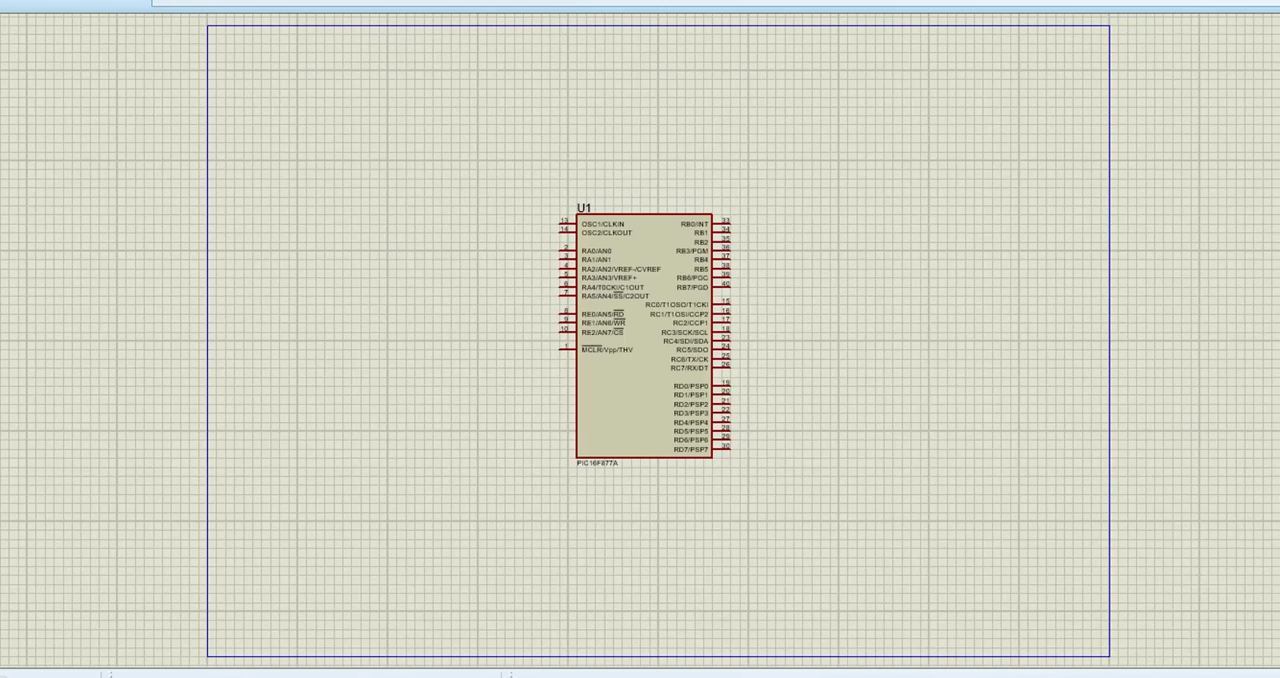 U1
13 OSC1/CLKIN RB0/INT 33
14 OSC2/CLKOUT RB1 34
RB2 35
2 RA0/AN0 RB3/PGM 36
3 RA1/AN1 RB4 37
4 RA2/AN2/VREF-/CVREF RB5 38
5 RA3/AN3/VREF+ RB6/PGC 39
6 RA4/T0CKI/C1OUT RB7/PGD 40
7 RA5/AN4/SS/C2OUT
RC0/T1OSO/T1CKI 15
8 RE0/AN5/RD RC1/T1OSI/CCP2 16
9 RE1/AN6/WR RC2/CCP1 17
10 RE2/AN7/CS RC3/SCK/SCL 18
RC4/SDI/SDA 23
1 MCLR/Vpp/THV RC5/SDO 24
RC6/TX/CK 25
RC7/RX/DT 26
RD0/PSP0 19
RD1/PSP1 20
RD2/PSP2 21
RD3/PSP3 22
RD4/PSP4 27
RD5/PSP5 28
RD6/PSP6 29
RD7/PSP7 30
PIC16F877A